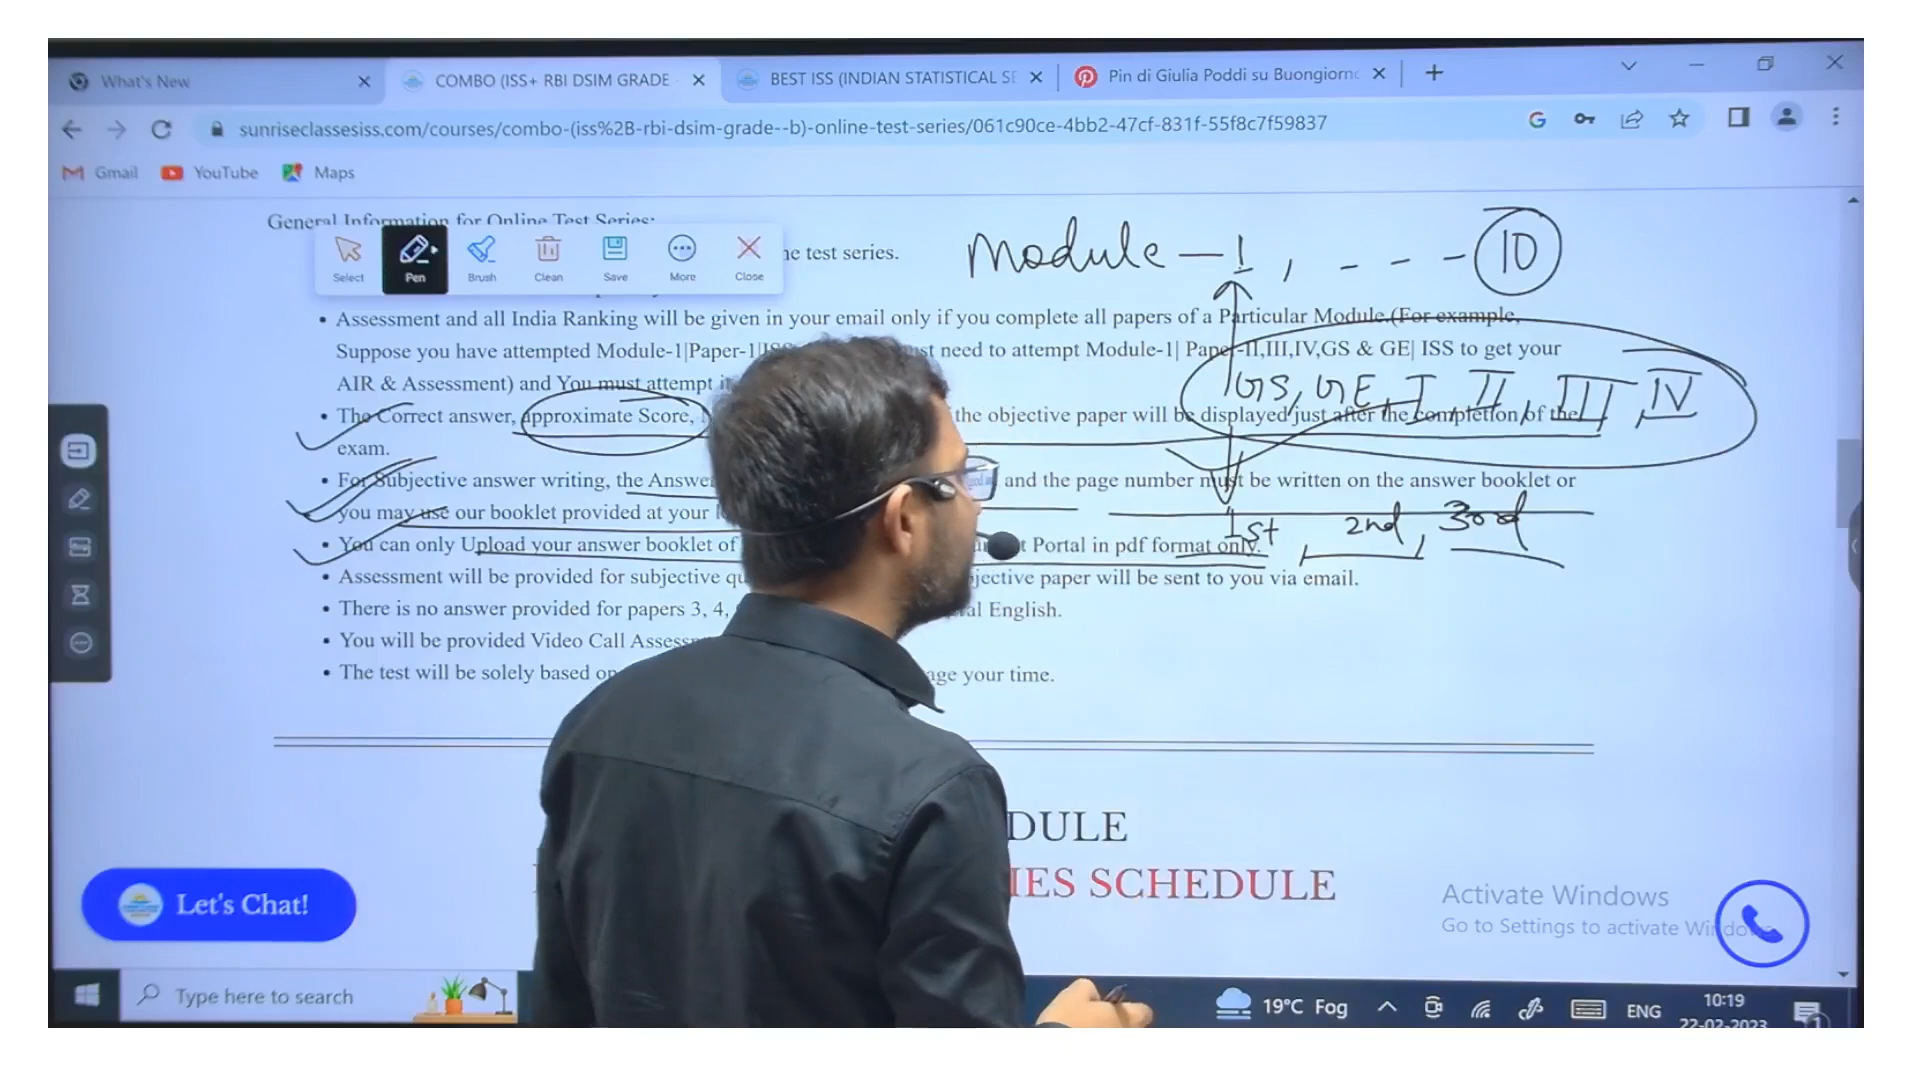 What's New
COMBO (ISS+ RBI DSIM GRADE
BEST ISS (INDIAN STATISTICAL SE
Pin di Giulia Poddi su Buongiorno
sunriseclassesiss.com/courses/combo-(iss%2B-rbi-dsim-grade--b)-online-test-series/061c90ce-4bb2-47cf-831f-55f8c7f59837
Gmail YouTube Maps
General Information for Online Test Series:
Select Pen Brush Clean Save More Close
he test series.
Module - 1, - - - - 10
• Assessment and all India Ranking will be given in your email only if you complete all papers of a Particular Module.(For example,
Suppose you have attempted Module-1|Paper-1|ISS st need to attempt Module-1| Paper-II,III,IV,GS & GE| ISS to get your
AIR & Assessment) and You must attempt
GS, GE, I, II, III, IV
• The Correct answer, approximate Score, the objective paper will be displayed just after the completion of the
exam.
• For Subjective answer writing, the Answe and the page number must be written on the answer booklet or
you may use our booklet provided at your
1st, 2nd, 3rd
• You can only Upload your answer booklet of t Portal in pdf format only.
• Assessment will be provided for subjective qu jective paper will be sent to you via email.
• There is no answer provided for papers 3, 4, al English.
• You will be provided Video Call Assess
• The test will be solely based on age your time.
DULE
IES SCHEDULE
Let's Chat!
Activate Windows
Go to Settings to activate Windows
Type here to search
19°C Fog
ENG
10:19
22-02-2023
1